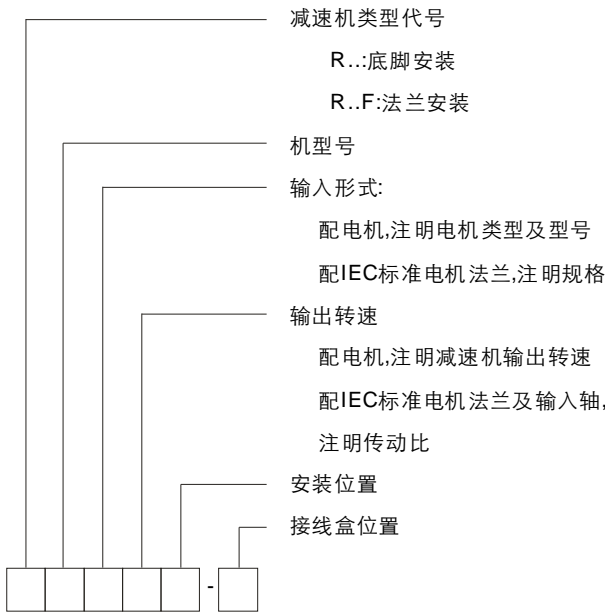 减速机类型代号
R..:底脚安装
R..F:法兰安装
机型号
输入形式:
配电机,注明电机类型及型号
配IEC标准电机法兰,注明规格
输出转速
配电机,注明减速机输出转速
配IEC标准电机法兰及输入轴,
注明传动比
安装位置
接线盒位置
-